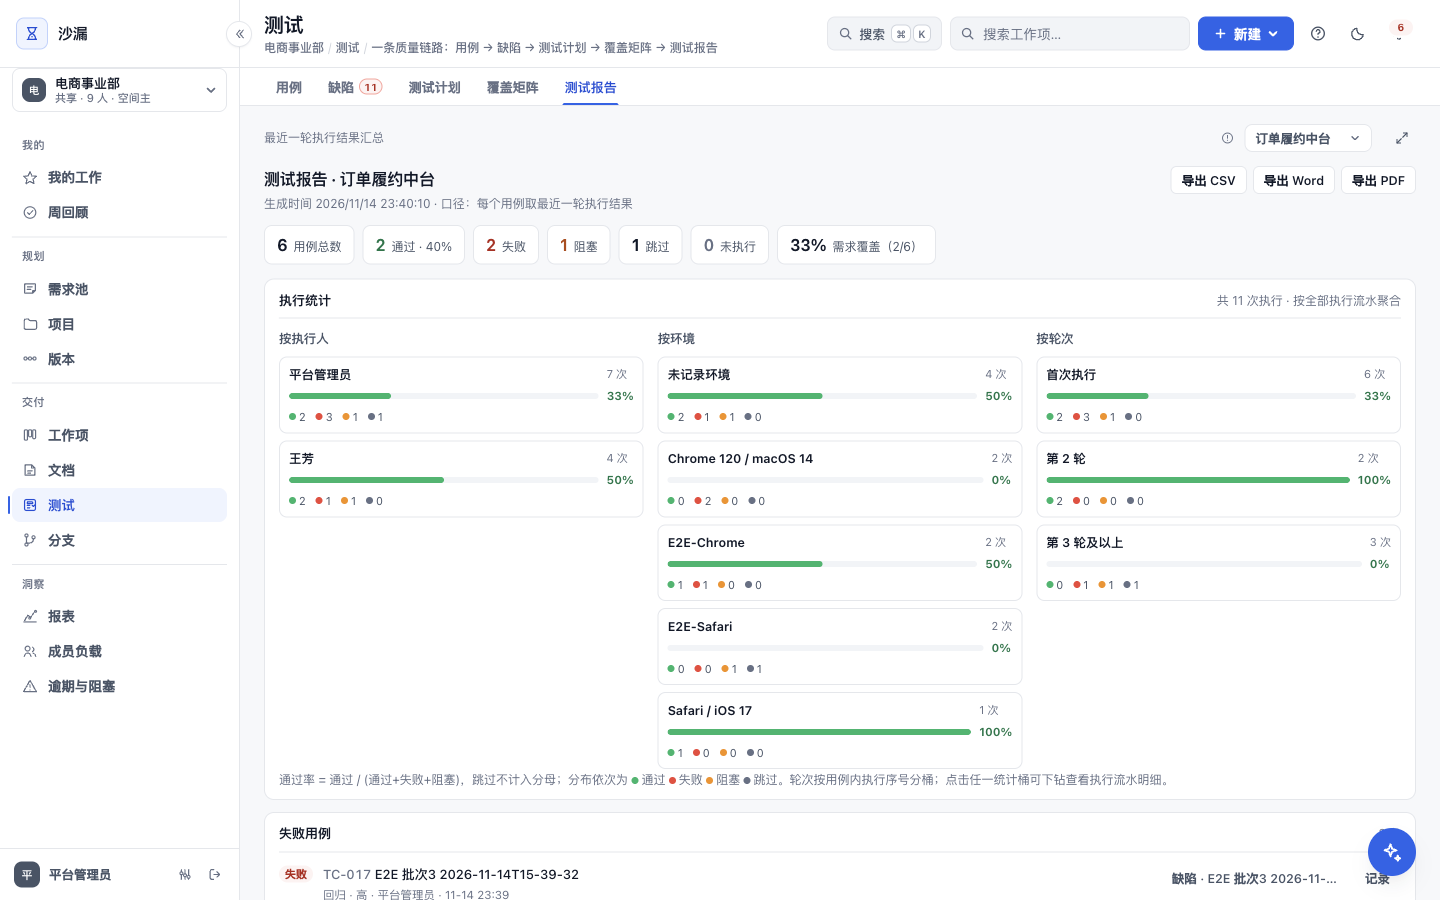 沙漏
电
电商事业部
共享 · 9 人 · 空间主
我的
我的工作
周回顾
规划
需求池
项目
版本
交付
工作项
文档
测试
分支
洞察
报表
成员负载
逾期与阻塞
平
平台管理员
测试
电商事业部 / 测试 / 一条质量链路：用例 → 缺陷 → 测试计划 → 覆盖矩阵 → 测试报告
搜索 ⌘ K
搜索工作项...
+ 新建
6
用例 缺陷 11 测试计划 覆盖矩阵 测试报告
最近一轮执行结果汇总
订单履约中台
测试报告 · 订单履约中台
导出 CSV 导出 Word 导出 PDF
生成时间 2026/11/14 23:40:10 · 口径：每个用例取最近一轮执行结果
6 用例总数
2 通过 · 40%
2 失败
1 阻塞
1 跳过
0 未执行
33% 需求覆盖（2/6）
执行统计
共 11 次执行 · 按全部执行流水聚合
按执行人
平台管理员 7 次
33%
2 3 1 1
王芳 4 次
50%
2 1 1 0
按环境
未记录环境 4 次
50%
2 1 1 0
Chrome 120 / macOS 14 2 次
0%
0 2 0 0
E2E-Chrome 2 次
50%
1 1 0 0
E2E-Safari 2 次
0%
0 0 1 1
Safari / iOS 17 1 次
100%
1 0 0 0
按轮次
首次执行 6 次
33%
2 3 1 0
第 2 轮 2 次
100%
2 0 0 0
第 3 轮及以上 3 次
0%
0 1 1 1
通过率 = 通过 / (通过+失败+阻塞)，跳过不计入分母；分布依次为 通过 失败 阻塞 跳过。轮次按用例内执行序号分桶；点击任一统计桶可下钻查看执行流水明细。
失败用例
失败 TC-017 E2E 批次3 2026-11-14T15-39-32
回归 · 高 · 平台管理员 · 11-14 23:39
缺陷 · E2E 批次3 2026-11-...
记录